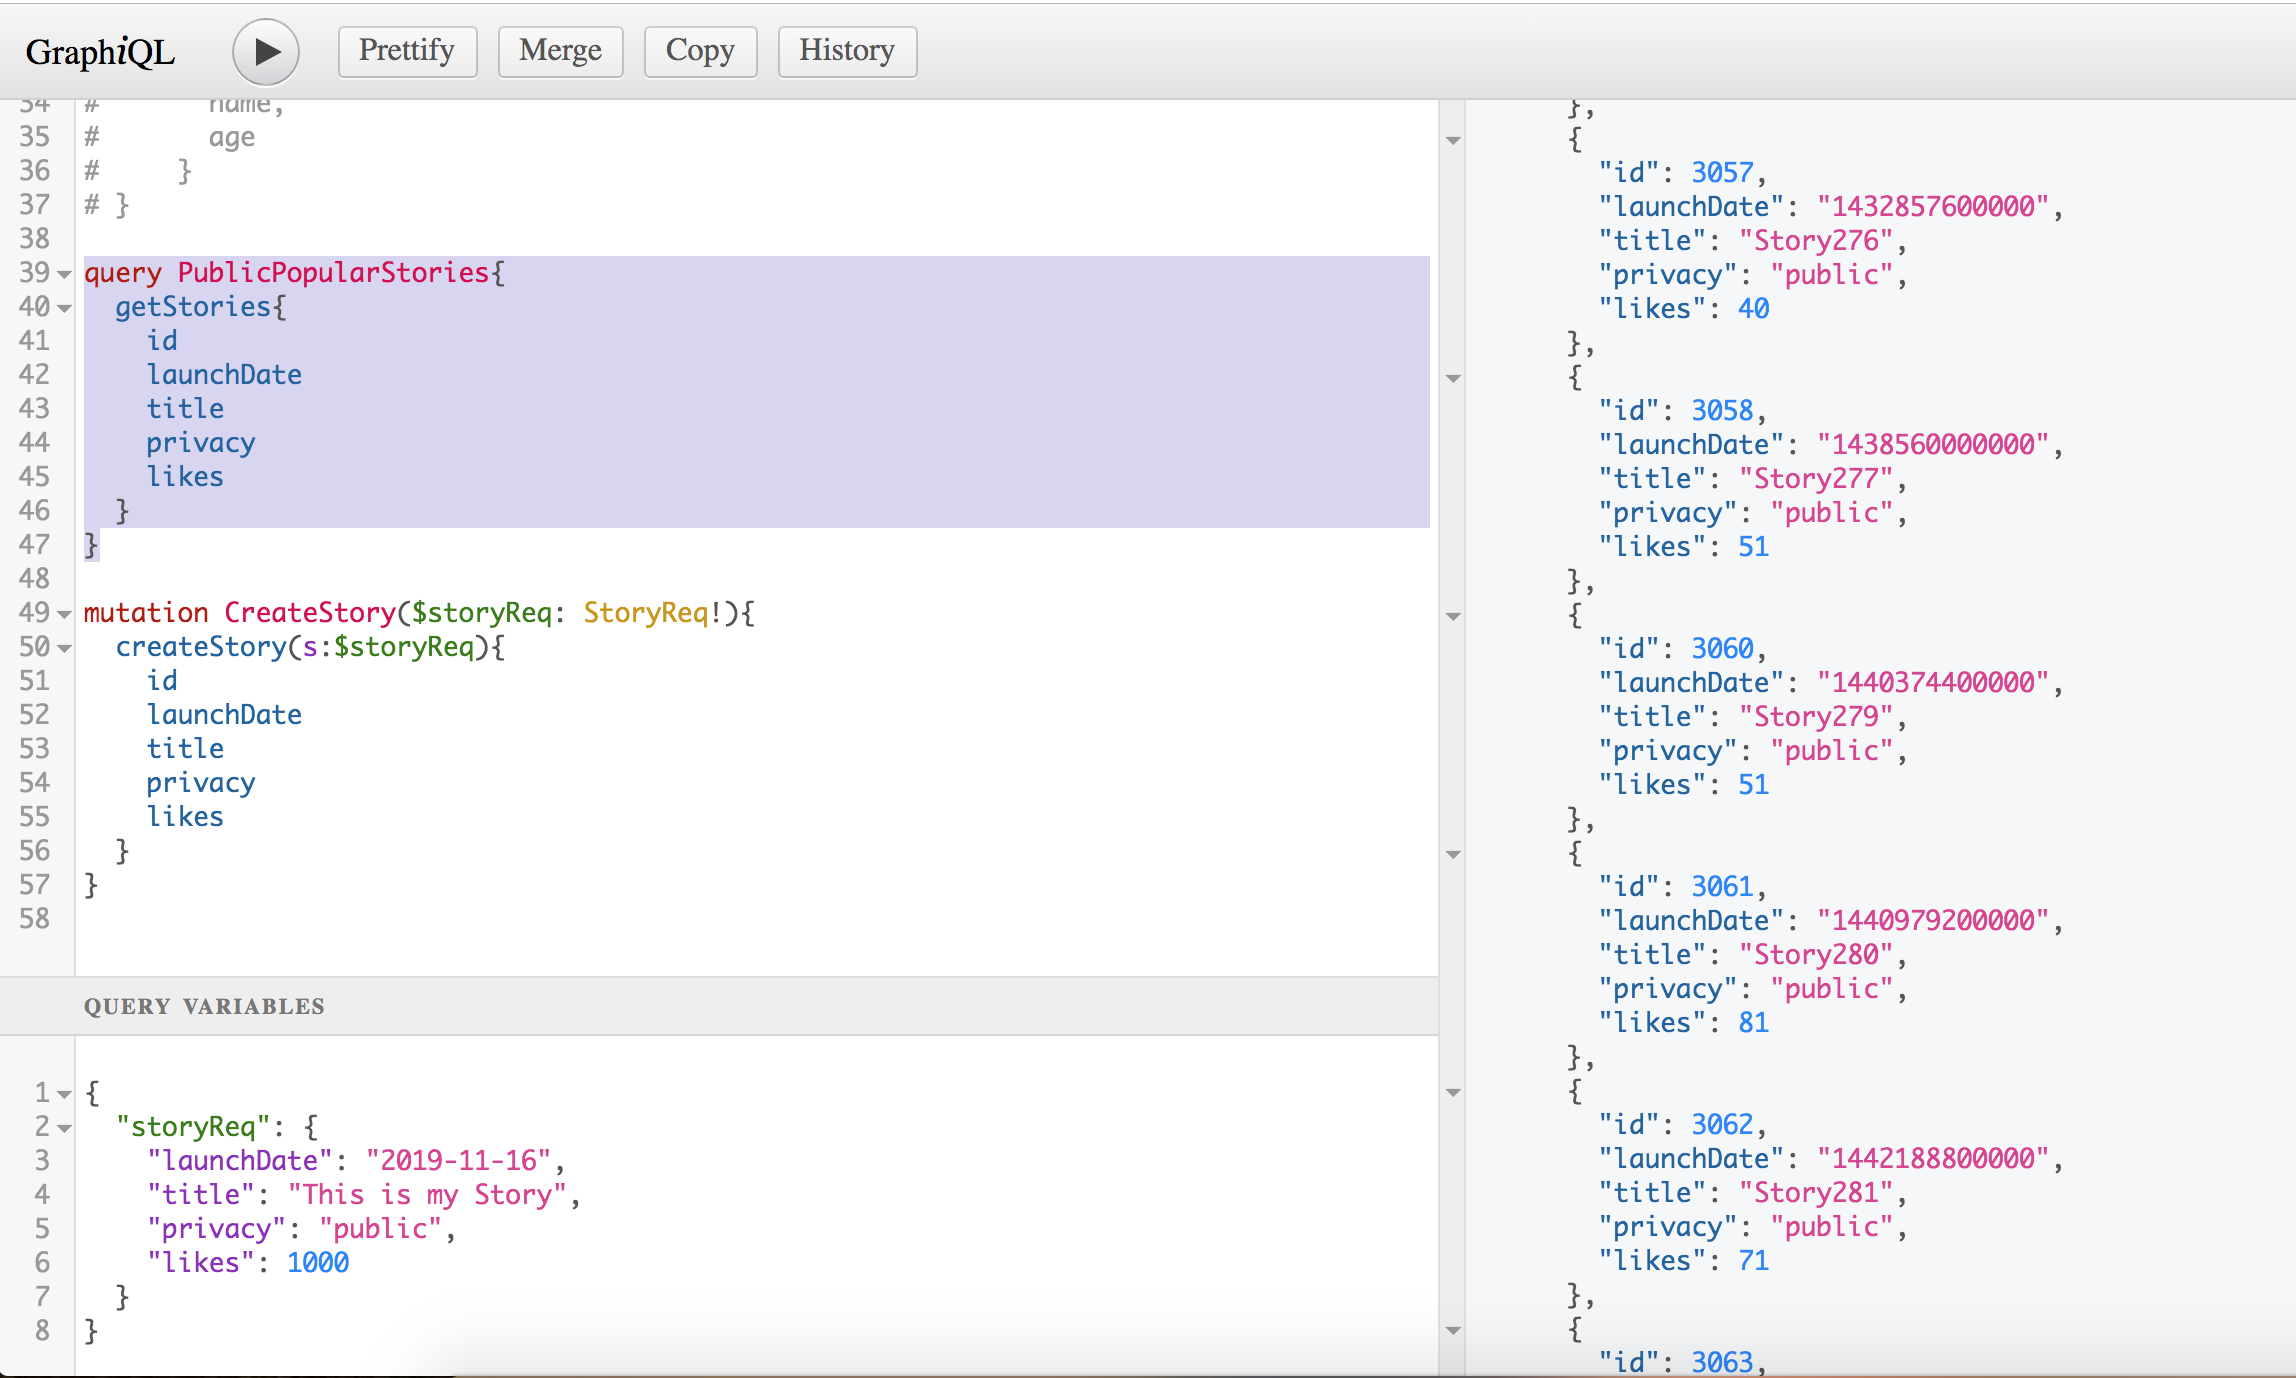 GraphiQL Prettify Merge Copy History
34 # name,
35 # age
36 # }
37 # }
38
39 query PublicPopularStories{
40 getStories{
41 id
42 launchDate
43 title
44 privacy
45 likes
46 }
47 }
48
49 mutation CreateStory($storyReq: StoryReq!){
50 createStory(s:$storyReq){
51 id
52 launchDate
53 title
54 privacy
55 likes
56 }
57 }
58
QUERY VARIABLES
1 {
2 "storyReq": {
3 "launchDate": "2019-11-16",
4 "title": "This is my Story",
5 "privacy": "public",
6 "likes": 1000
7 }
8 }
},
{
"id": 3057,
"launchDate": "1432857600000",
"title": "Story276",
"privacy": "public",
"likes": 40
},
{
"id": 3058,
"launchDate": "1438560000000",
"title": "Story277",
"privacy": "public",
"likes": 51
},
{
"id": 3060,
"launchDate": "1440374400000",
"title": "Story279",
"privacy": "public",
"likes": 51
},
{
"id": 3061,
"launchDate": "1440979200000",
"title": "Story280",
"privacy": "public",
"likes": 81
},
{
"id": 3062,
"launchDate": "1442188800000",
"title": "Story281",
"privacy": "public",
"likes": 71
},
{
"id": 3063,